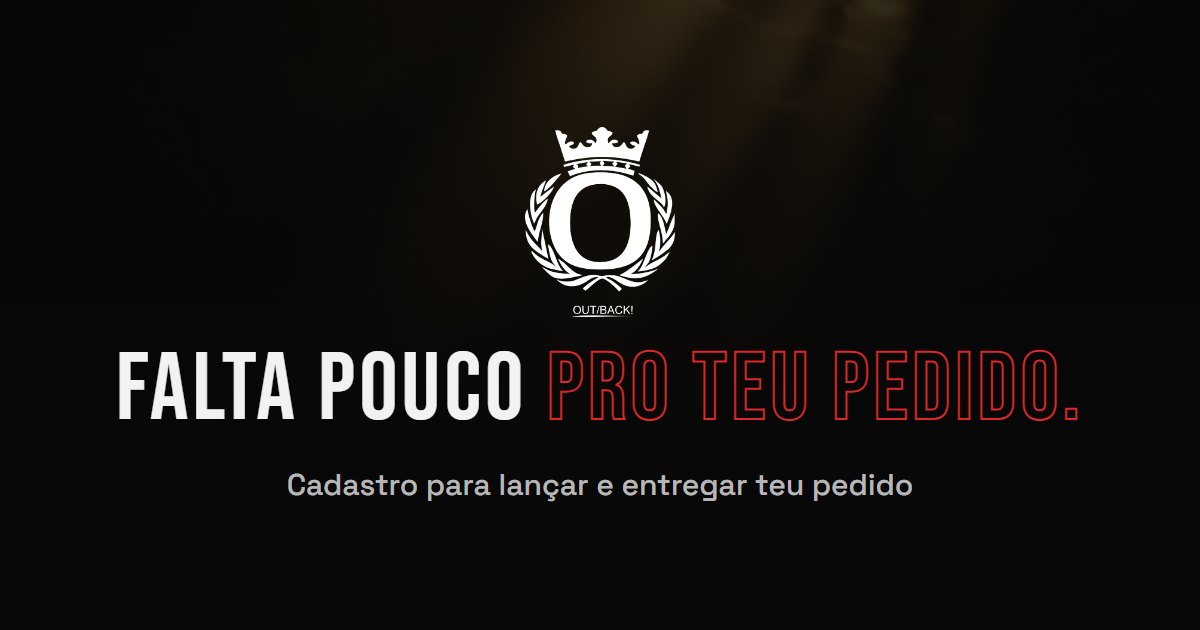 O
OUT/BACK!
FALTA POUCO PRO TEU PEDIDO.
Cadastro para lançar e entregar teu pedido